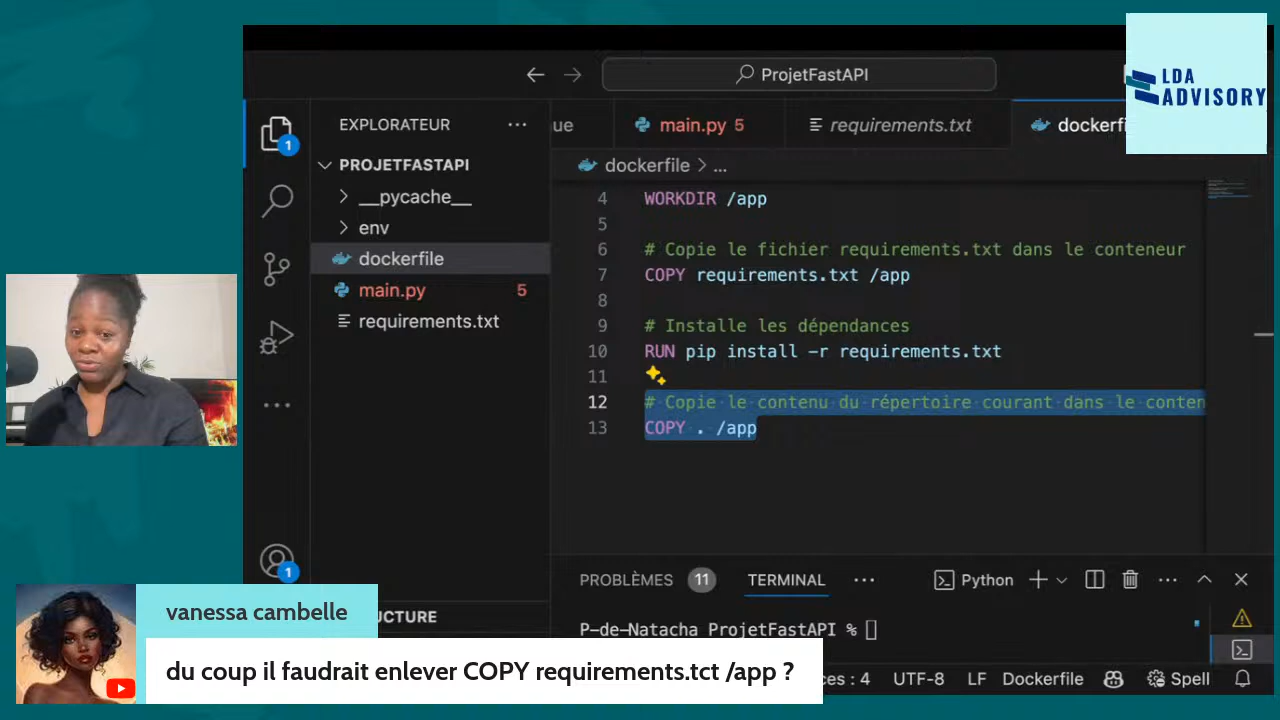 LDA
ADVISORY
ProjetFastAPI
EXPLORATEUR
1
PROJETFASTAPI
__pycache__
env
dockerfile
main.py 5
requirements.txt
ue
main.py 5
requirements.txt
dockerfi
dockerfile > ...
4 WORKDIR /app
5
6 # Copie le fichier requirements.txt dans le conteneur
7 COPY requirements.txt /app
8
9 # Installe les dépendances
10 RUN pip install -r requirements.txt
11
12 # Copie le contenu du répertoire courant dans le conten
13 COPY . /app
1
PROBLÈMES 11 TERMINAL
Python
P-de-Natacha ProjetFastAPI %
UCTURE
ces : 4 UTF-8 LF Dockerfile Spell
vanessa cambelle
du coup il faudrait enlever COPY requirements.tct /app ?